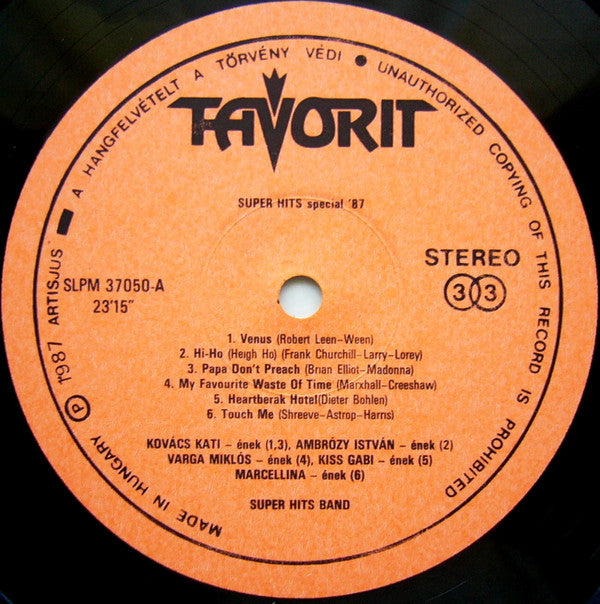 A HANGFELVÉTELT A TÖRVÉNY VÉDI • UNAUTHORIZED COPYING OF THIS RECORD IS PROHIBITED
FAVORIT
SUPER HITS special '87
STEREO
33
SLPM 37050-A
23'15"
1. Venus (Robert Leen–Ween)
2. Hi-Ho (Heigh Ho) (Frank Churchill–Larry–Lorey)
3. Papa Don't Preach (Brian Elliot–Madonna)
4. My Favourite Waste Of Time (Marxhall-Creeshaw)
5. Heartberak Hotel(Dieter Bohlen)
6. Touch Me (Shreeve–Astrop–Harris)
KOVÁCS KATI – ének (1,3), AMBRÓZY ISTVÁN – ének (2)
VARGA MIKLÓS – ének (4), KISS GABI – ének (5)
MARCELLINA – ének (6)
SUPER HITS BAND
MADE IN HUNGARY Ⓟ 1987 ARTISJUS